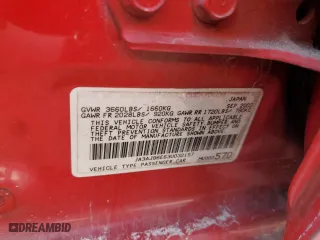 JAPAN
GVWR 3660LBS/ 1660KG SEP 2002
GAWR FR 2028LBS/ 920KG GAWR RR 1720LBS/
THIS VEHICLE CONFORMS TO ALL APPLICABLE
FEDERAL MOTOR VEHICLE SAFETY, BUMPER AND
THEFT PREVENTION STANDARDS IN EFFECT ON
THE DATE OF MANUFACTURE SHOWN ABOVE.
VEHICLE TYPE PASSENGER CAR
DREAMBID